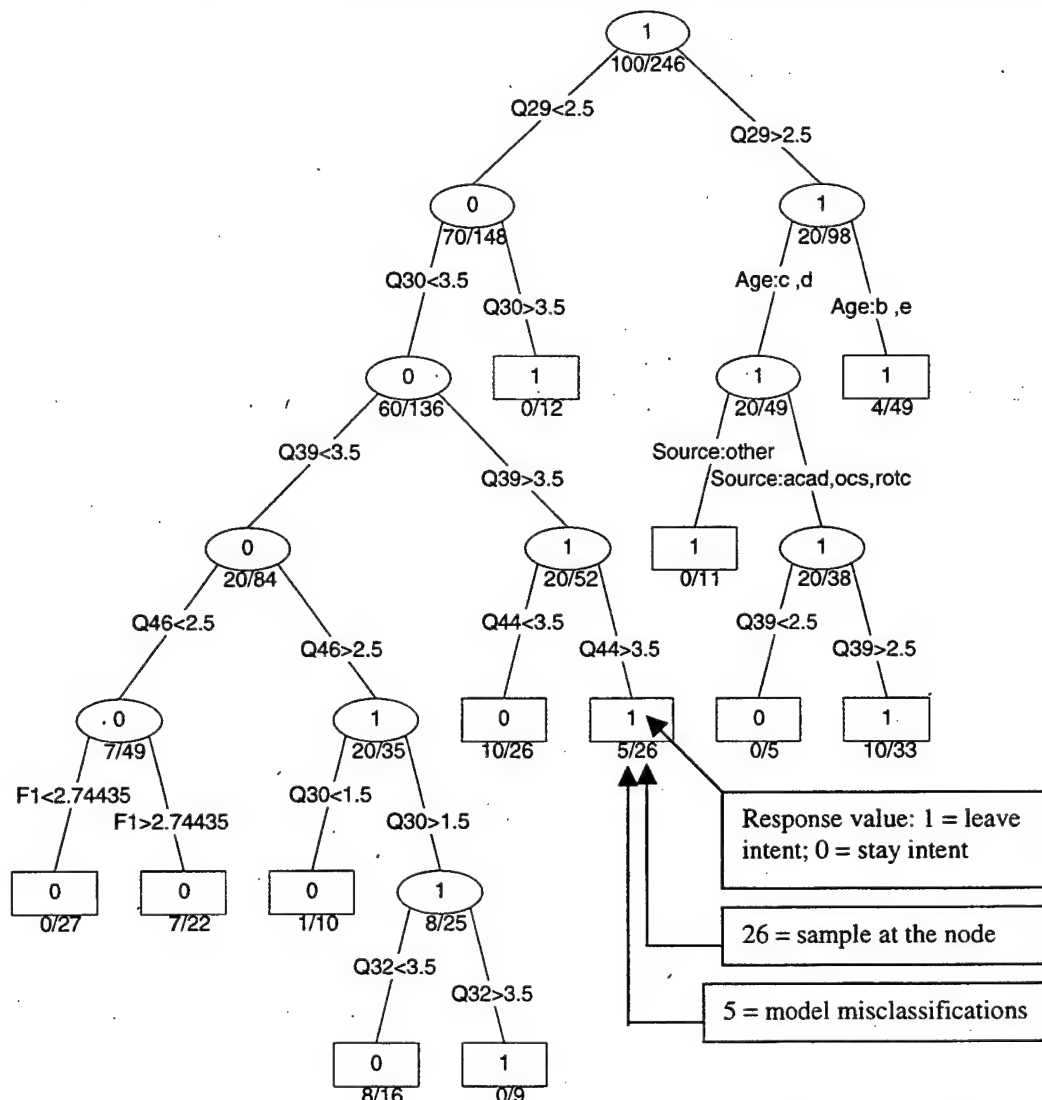 1
100/246
Q29<2.5
Q29>2.5
0
70/148
1
20/98
Q30<3.5
Q30>3.5
Age:c ,d
Age:b ,e
0
60/136
1
0/12
1
20/49
1
4/49
Q39<3.5
Q39>3.5
Source:other
Source:acad,ocs,rotc
0
20/84
1
20/52
1
0/11
1
20/38
Q46<2.5
Q46>2.5
Q44<3.5
Q44>3.5
Q39<2.5
Q39>2.5
0
7/49
1
20/35
0
10/26
1
5/26
0
0/5
1
10/33
F1<2.74435
F1>2.74435
Q30<1.5
Q30>1.5
Response value: 1 = leave
intent; 0 = stay intent
0
0/27
0
7/22
0
1/10
1
8/25
26 = sample at the node
Q32<3.5
Q32>3.5
5 = model misclassifications
0
8/16
1
0/9